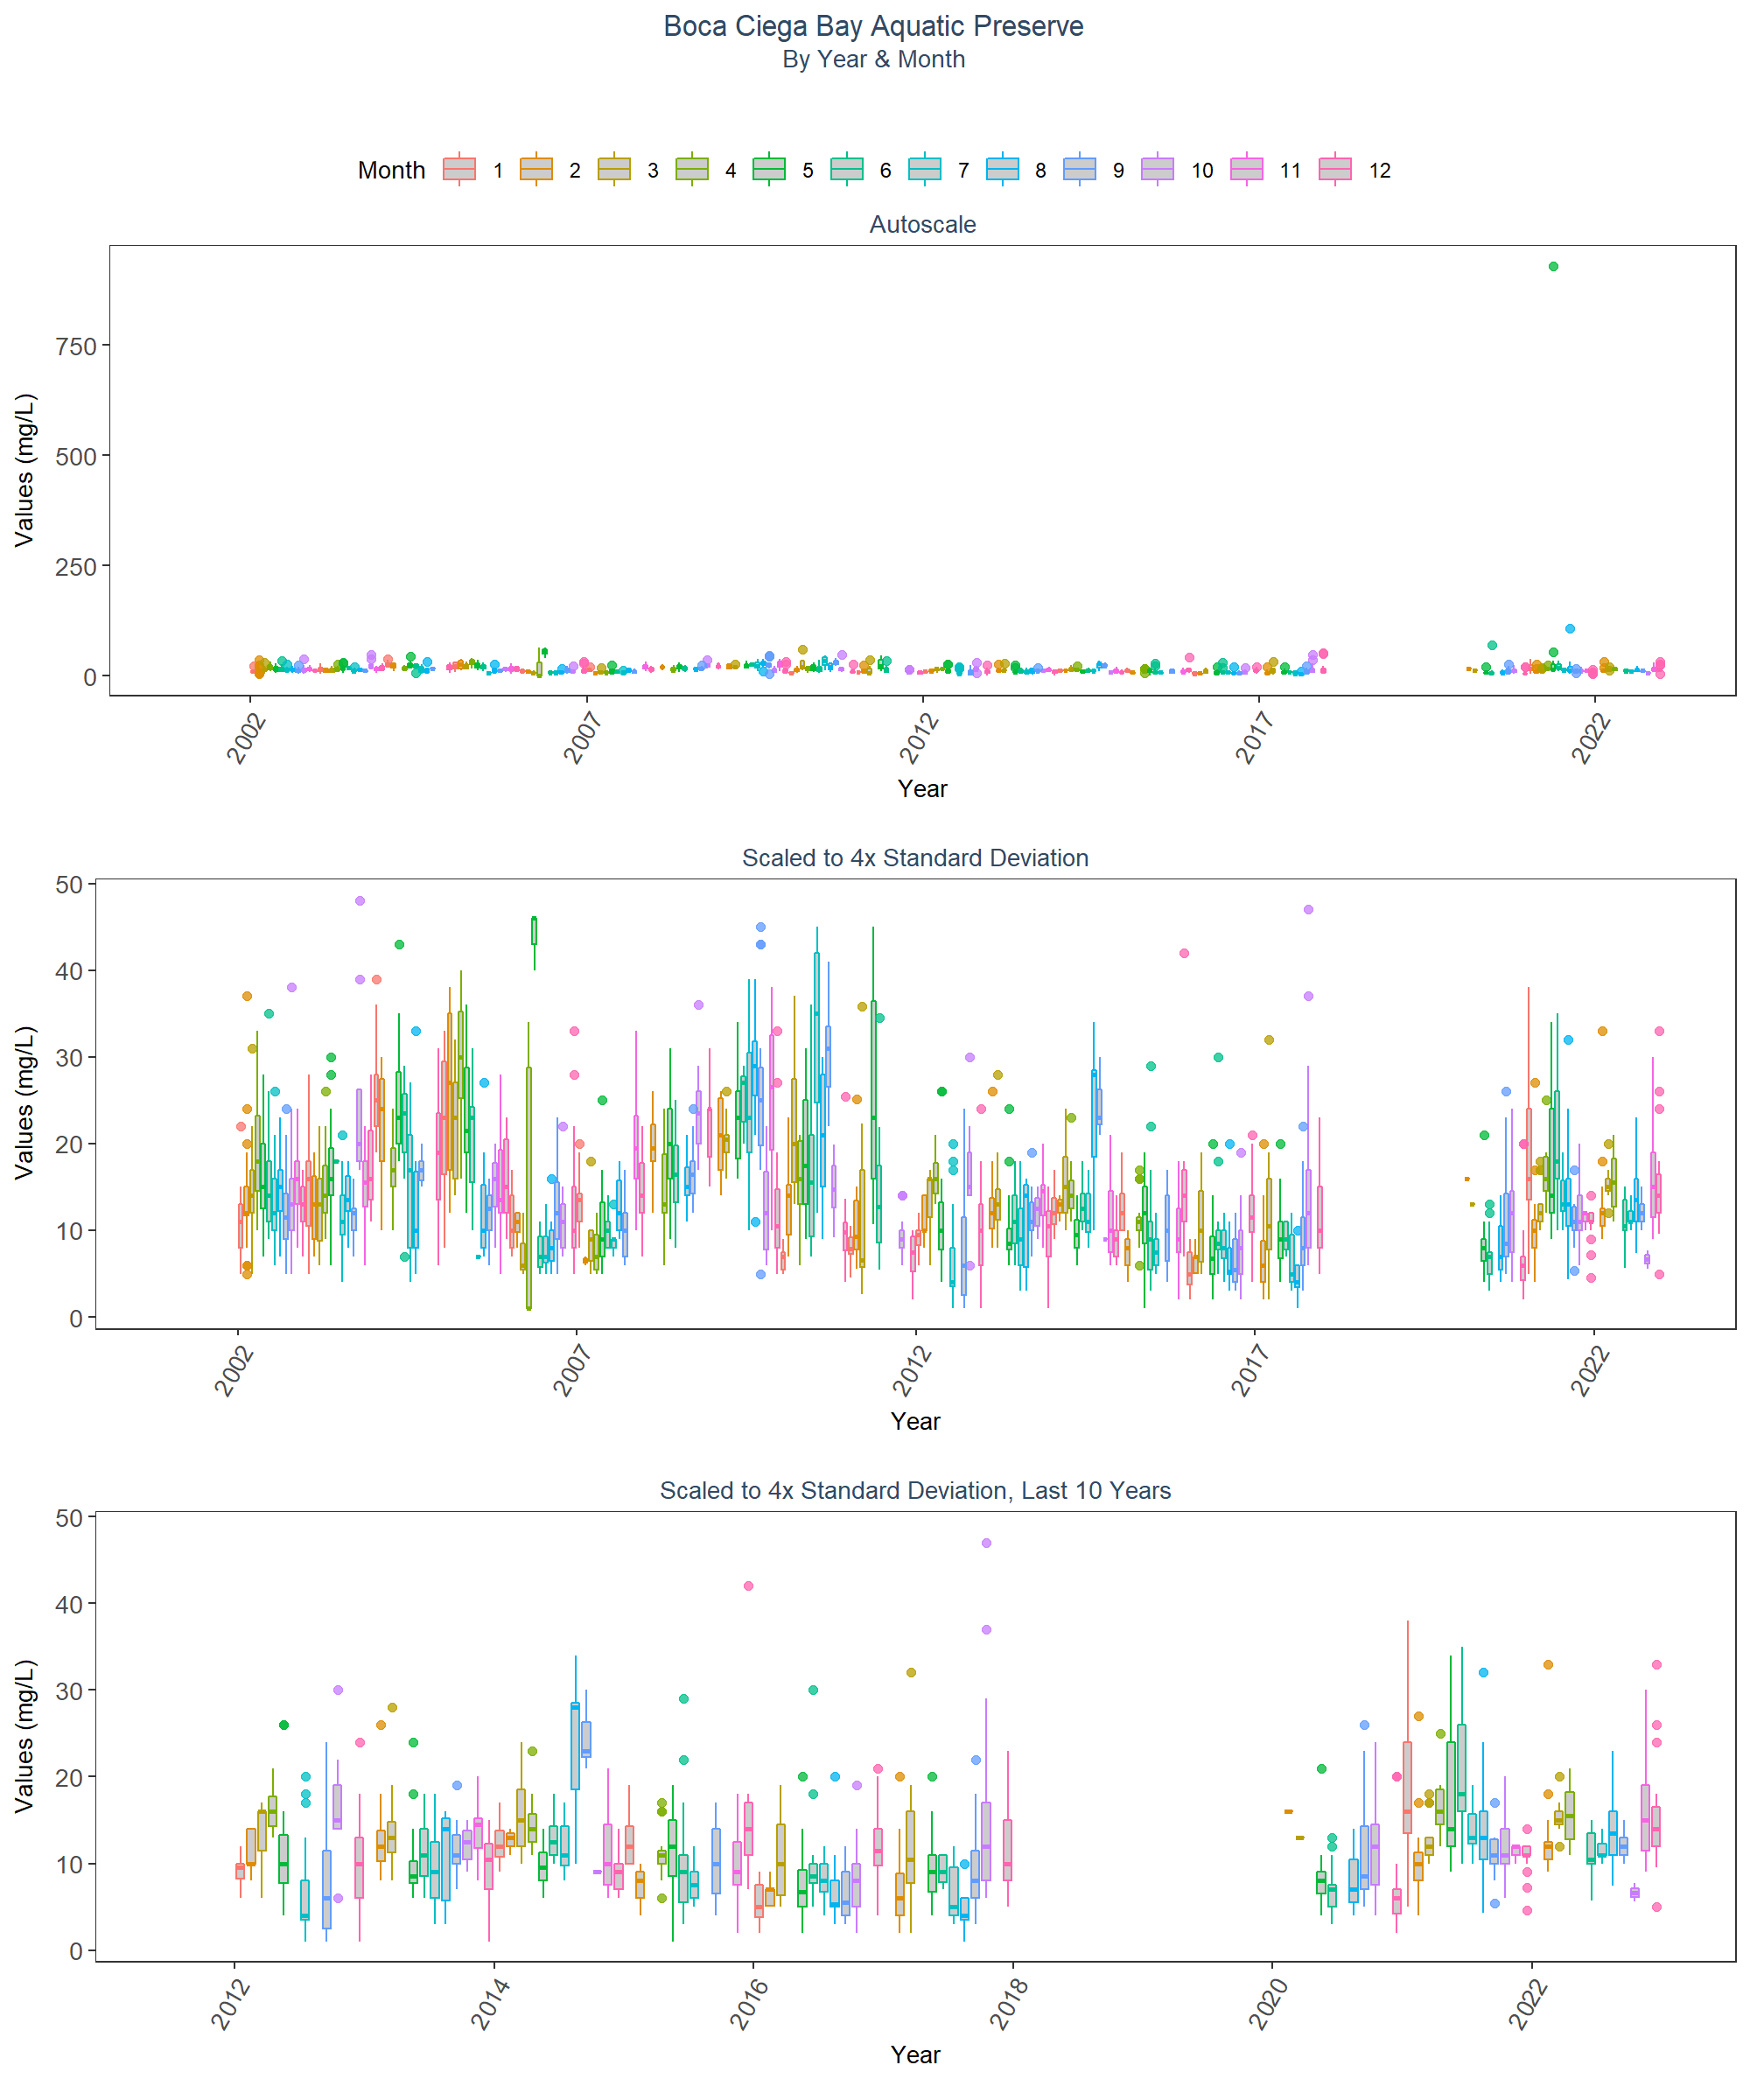 Boca Ciega Bay Aquatic Preserve
By Year & Month
Month 1 2 3 4 5 6 7 8 9 10 11 12
Autoscale
Values (mg/L)
750
500
250
0
2002 2007 2012 2017 2022
Year
Scaled to 4x Standard Deviation
Values (mg/L)
50
40
30
20
10
0
2002 2007 2012 2017 2022
Year
Scaled to 4x Standard Deviation, Last 10 Years
Values (mg/L)
50
40
30
20
10
0
2012 2014 2016 2018 2020 2022
Year